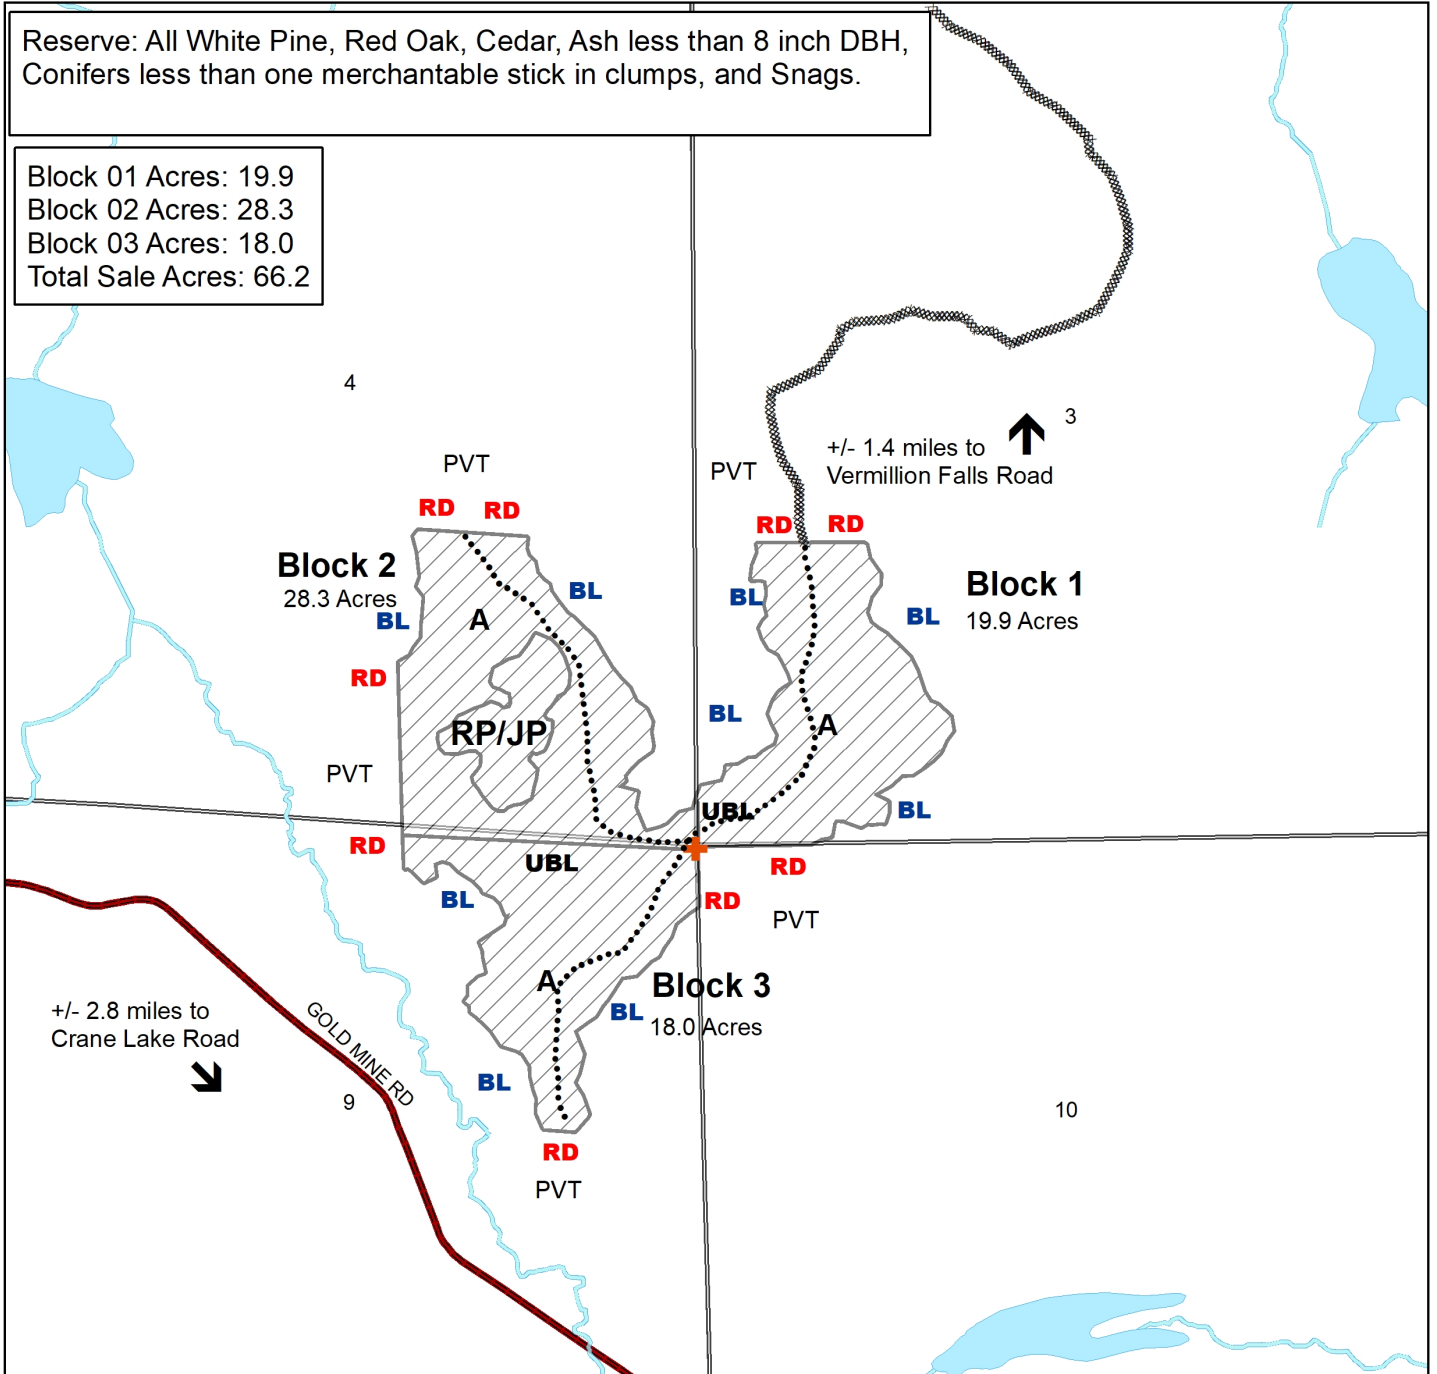 Reserve: All White Pine, Red Oak, Cedar, Ash less than 8 inch DBH,
Conifers less than one merchantable stick in clumps, and Snags.
Block 01 Acres: 19.9
Block 02 Acres: 28.3
Block 03 Acres: 18.0
Total Sale Acres: 66.2
4
3
+/- 1.4 miles to
Vermillion Falls Road
PVT
PVT
RD
RD
RD
RD
Block 2
28.3 Acres
BL
BL
A
BL
BL
Block 1
19.9 Acres
RD
BL
A
RP/JP
PVT
UBL
BL
RD
UBL
RD
BL
RD
PVT
A
Block 3
18.0 Acres
BL
+/- 2.8 miles to
Crane Lake Road
GOLD MINE RD
BL
9
10
RD
PVT